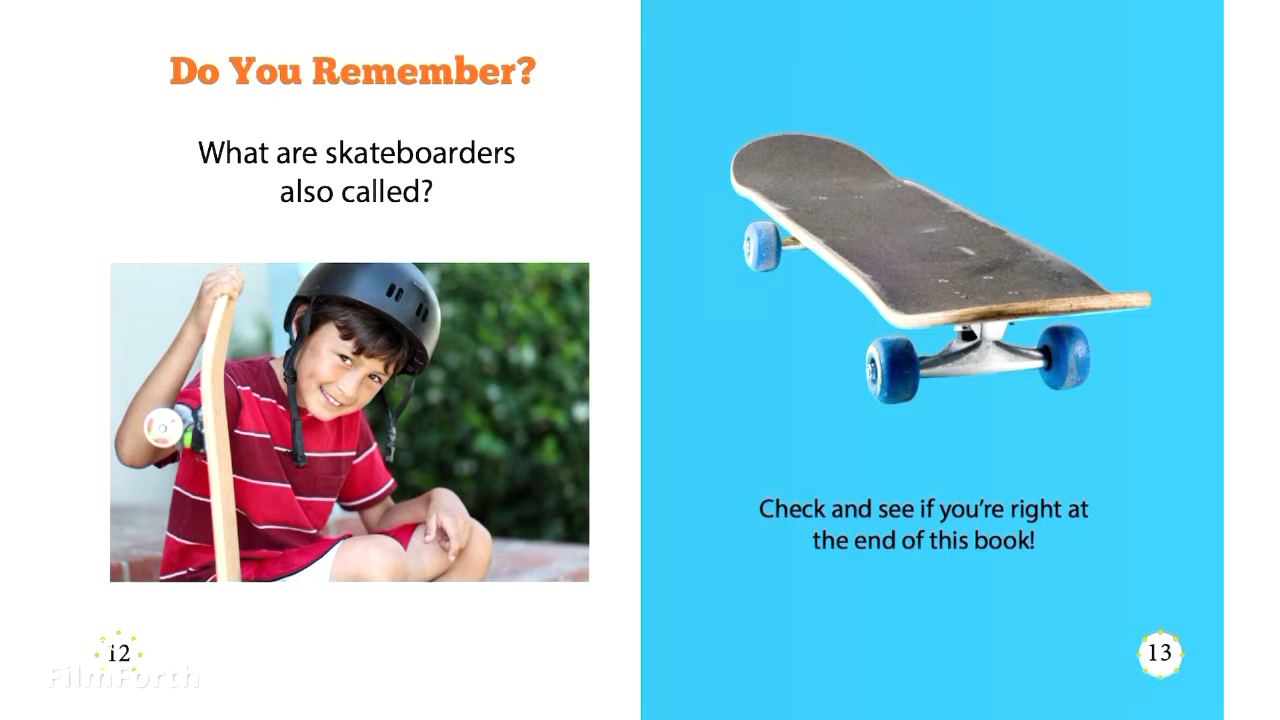 Do You Remember?
What are skateboarders
also called?
12
FilmForth
Check and see if you're right at
the end of this book!
13